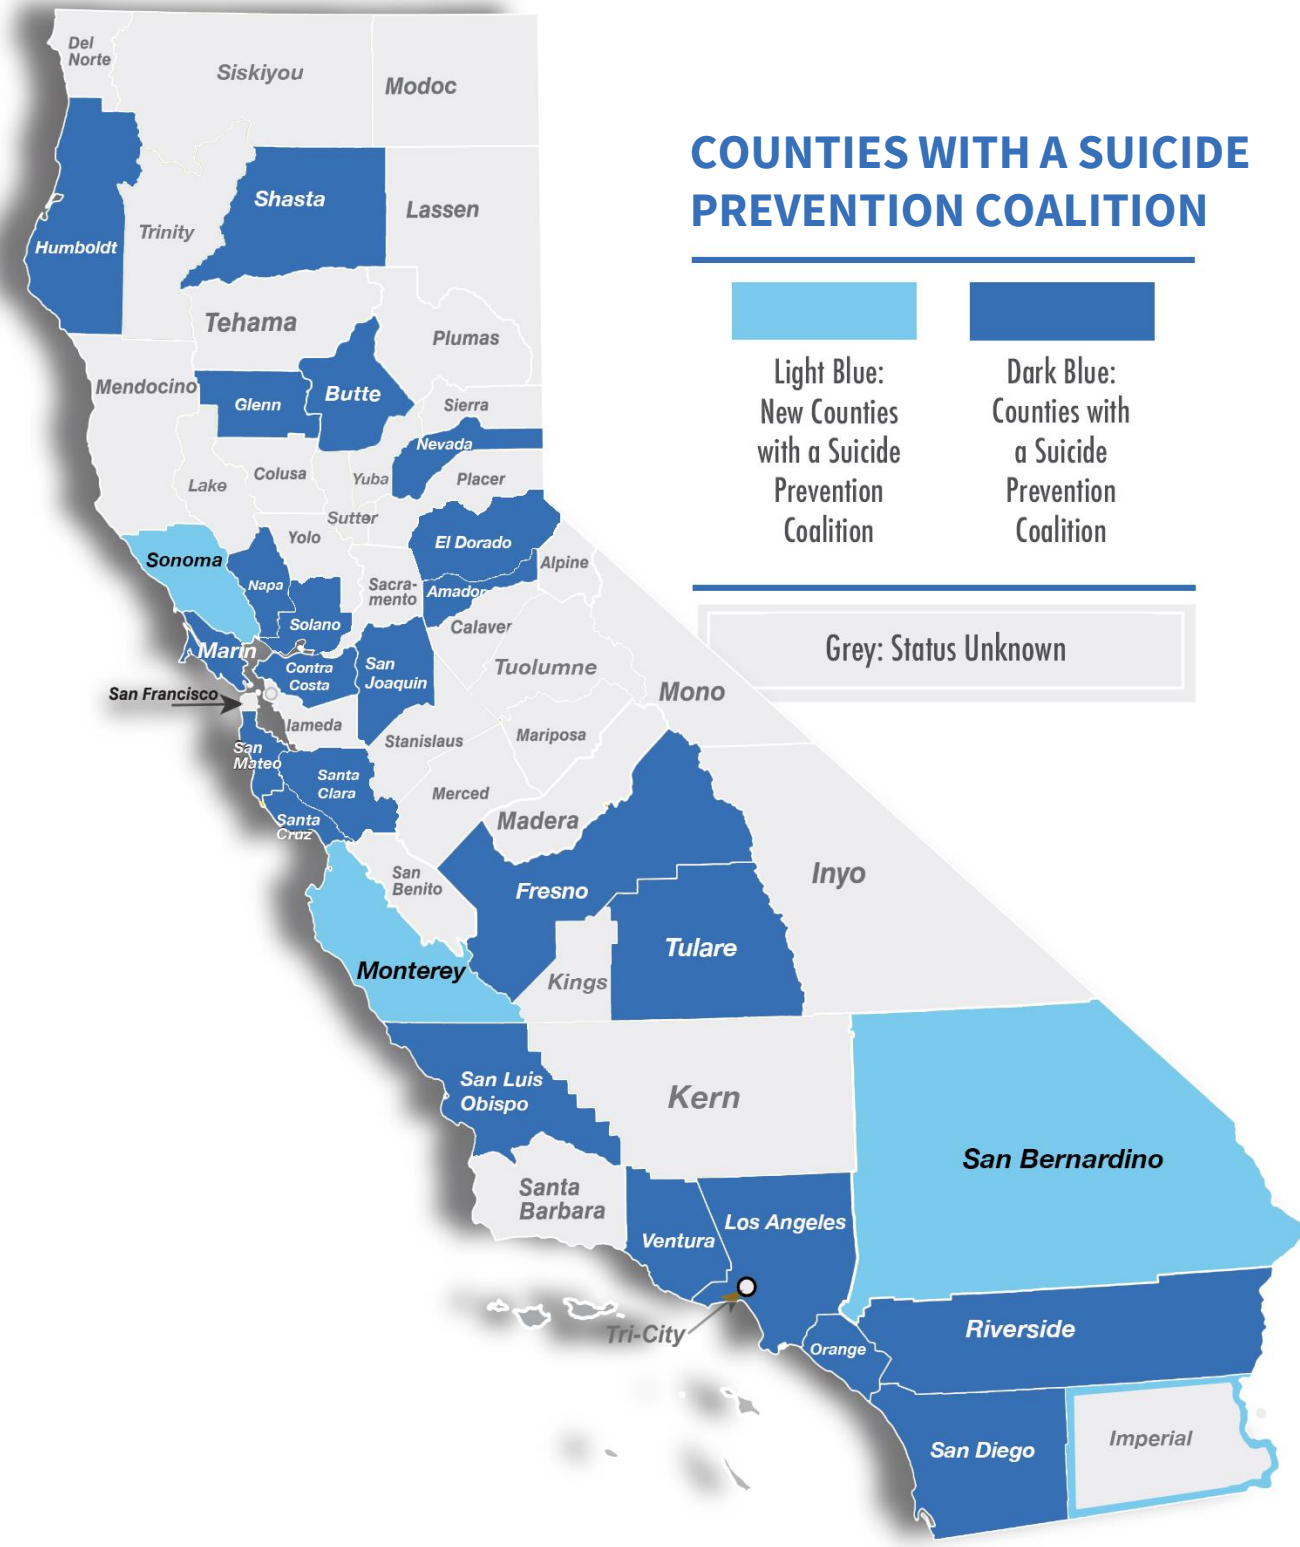 COUNTIES WITH A SUICIDE
PREVENTION COALITION
Light Blue:
New Counties
with a Suicide
Prevention
Coalition
Dark Blue:
Counties with
a Suicide
Prevention
Coalition
Grey: Status Unknown
Del
Norte
Siskiyou
Modoc
Humboldt
Trinity
Shasta
Lassen
Tehama
Plumas
Mendocino
Glenn
Butte
Sierra
Nevada
Lake
Colusa
Yuba
Placer
Sutter
Yolo
El Dorado
Sonoma
Napa
Sacra-
mento
Amador
Alpine
Solano
Calaver
Marin
Contra
Costa
San
Joaquin
Tuolumne
Mono
San Francisco
lameda
Stanislaus
Mariposa
San
Mateo
Santa
Clara
Merced
Santa
Cruz
Madera
San
Benito
Fresno
Inyo
Monterey
Kings
Tulare
San Luis
Obispo
Kern
San Bernardino
Santa
Barbara
Ventura
Los Angeles
Tri-City
Orange
Riverside
San Diego
Imperial